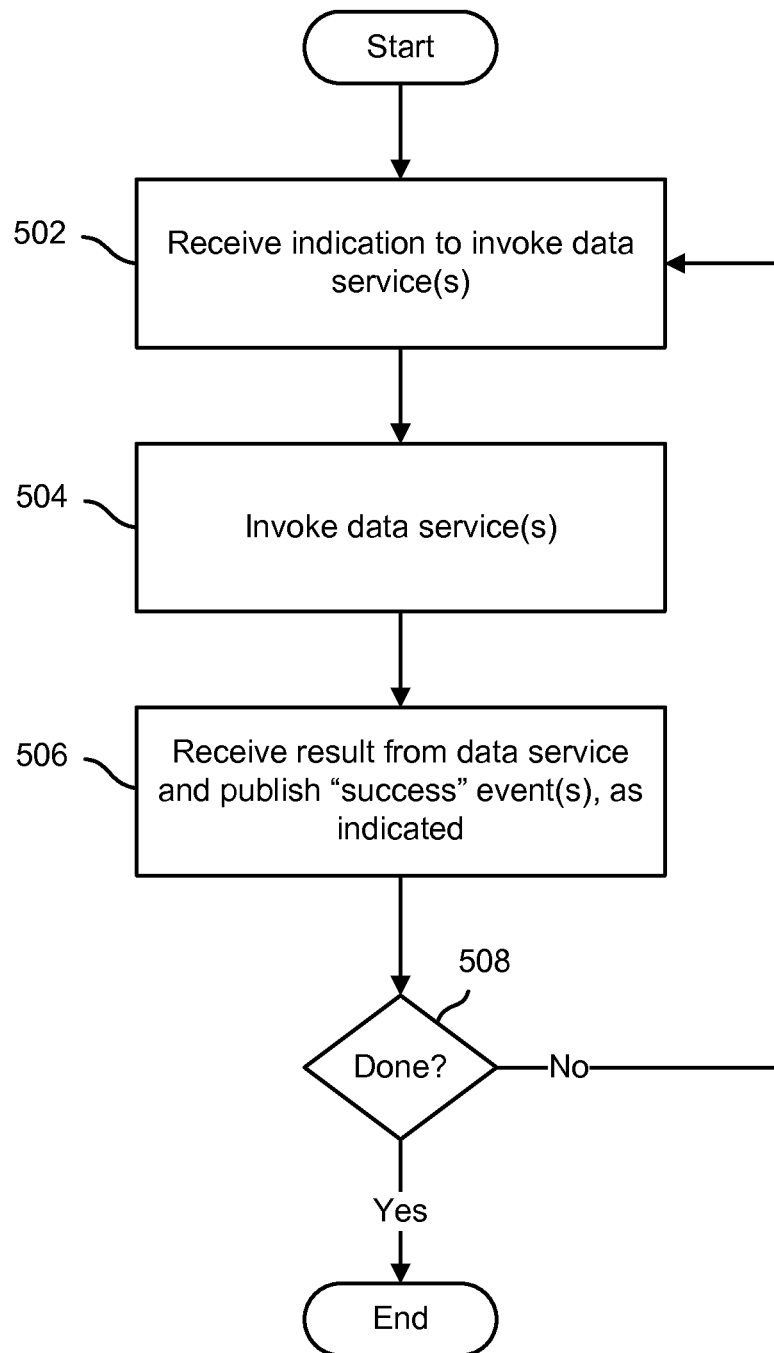 Start
502
Receive indication to invoke data
service(s)
504
Invoke data service(s)
506
Receive result from data service
and publish “success” event(s), as
indicated
508
Done?
No
Yes
End